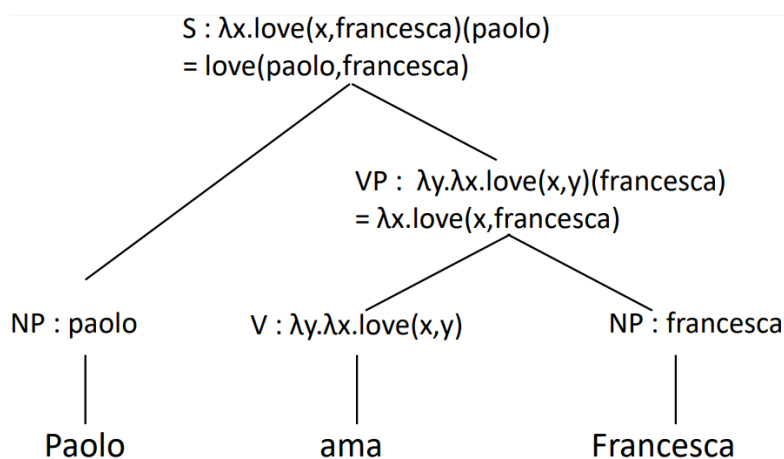 S : λx.love(x,francesca)(paolo)
= love(paolo,francesca)
VP : λy.λx.love(x,y)(francesca)
= λx.love(x,francesca)
NP : paolo
V : λy.λx.love(x,y)
NP : francesca
Paolo
ama
Francesca